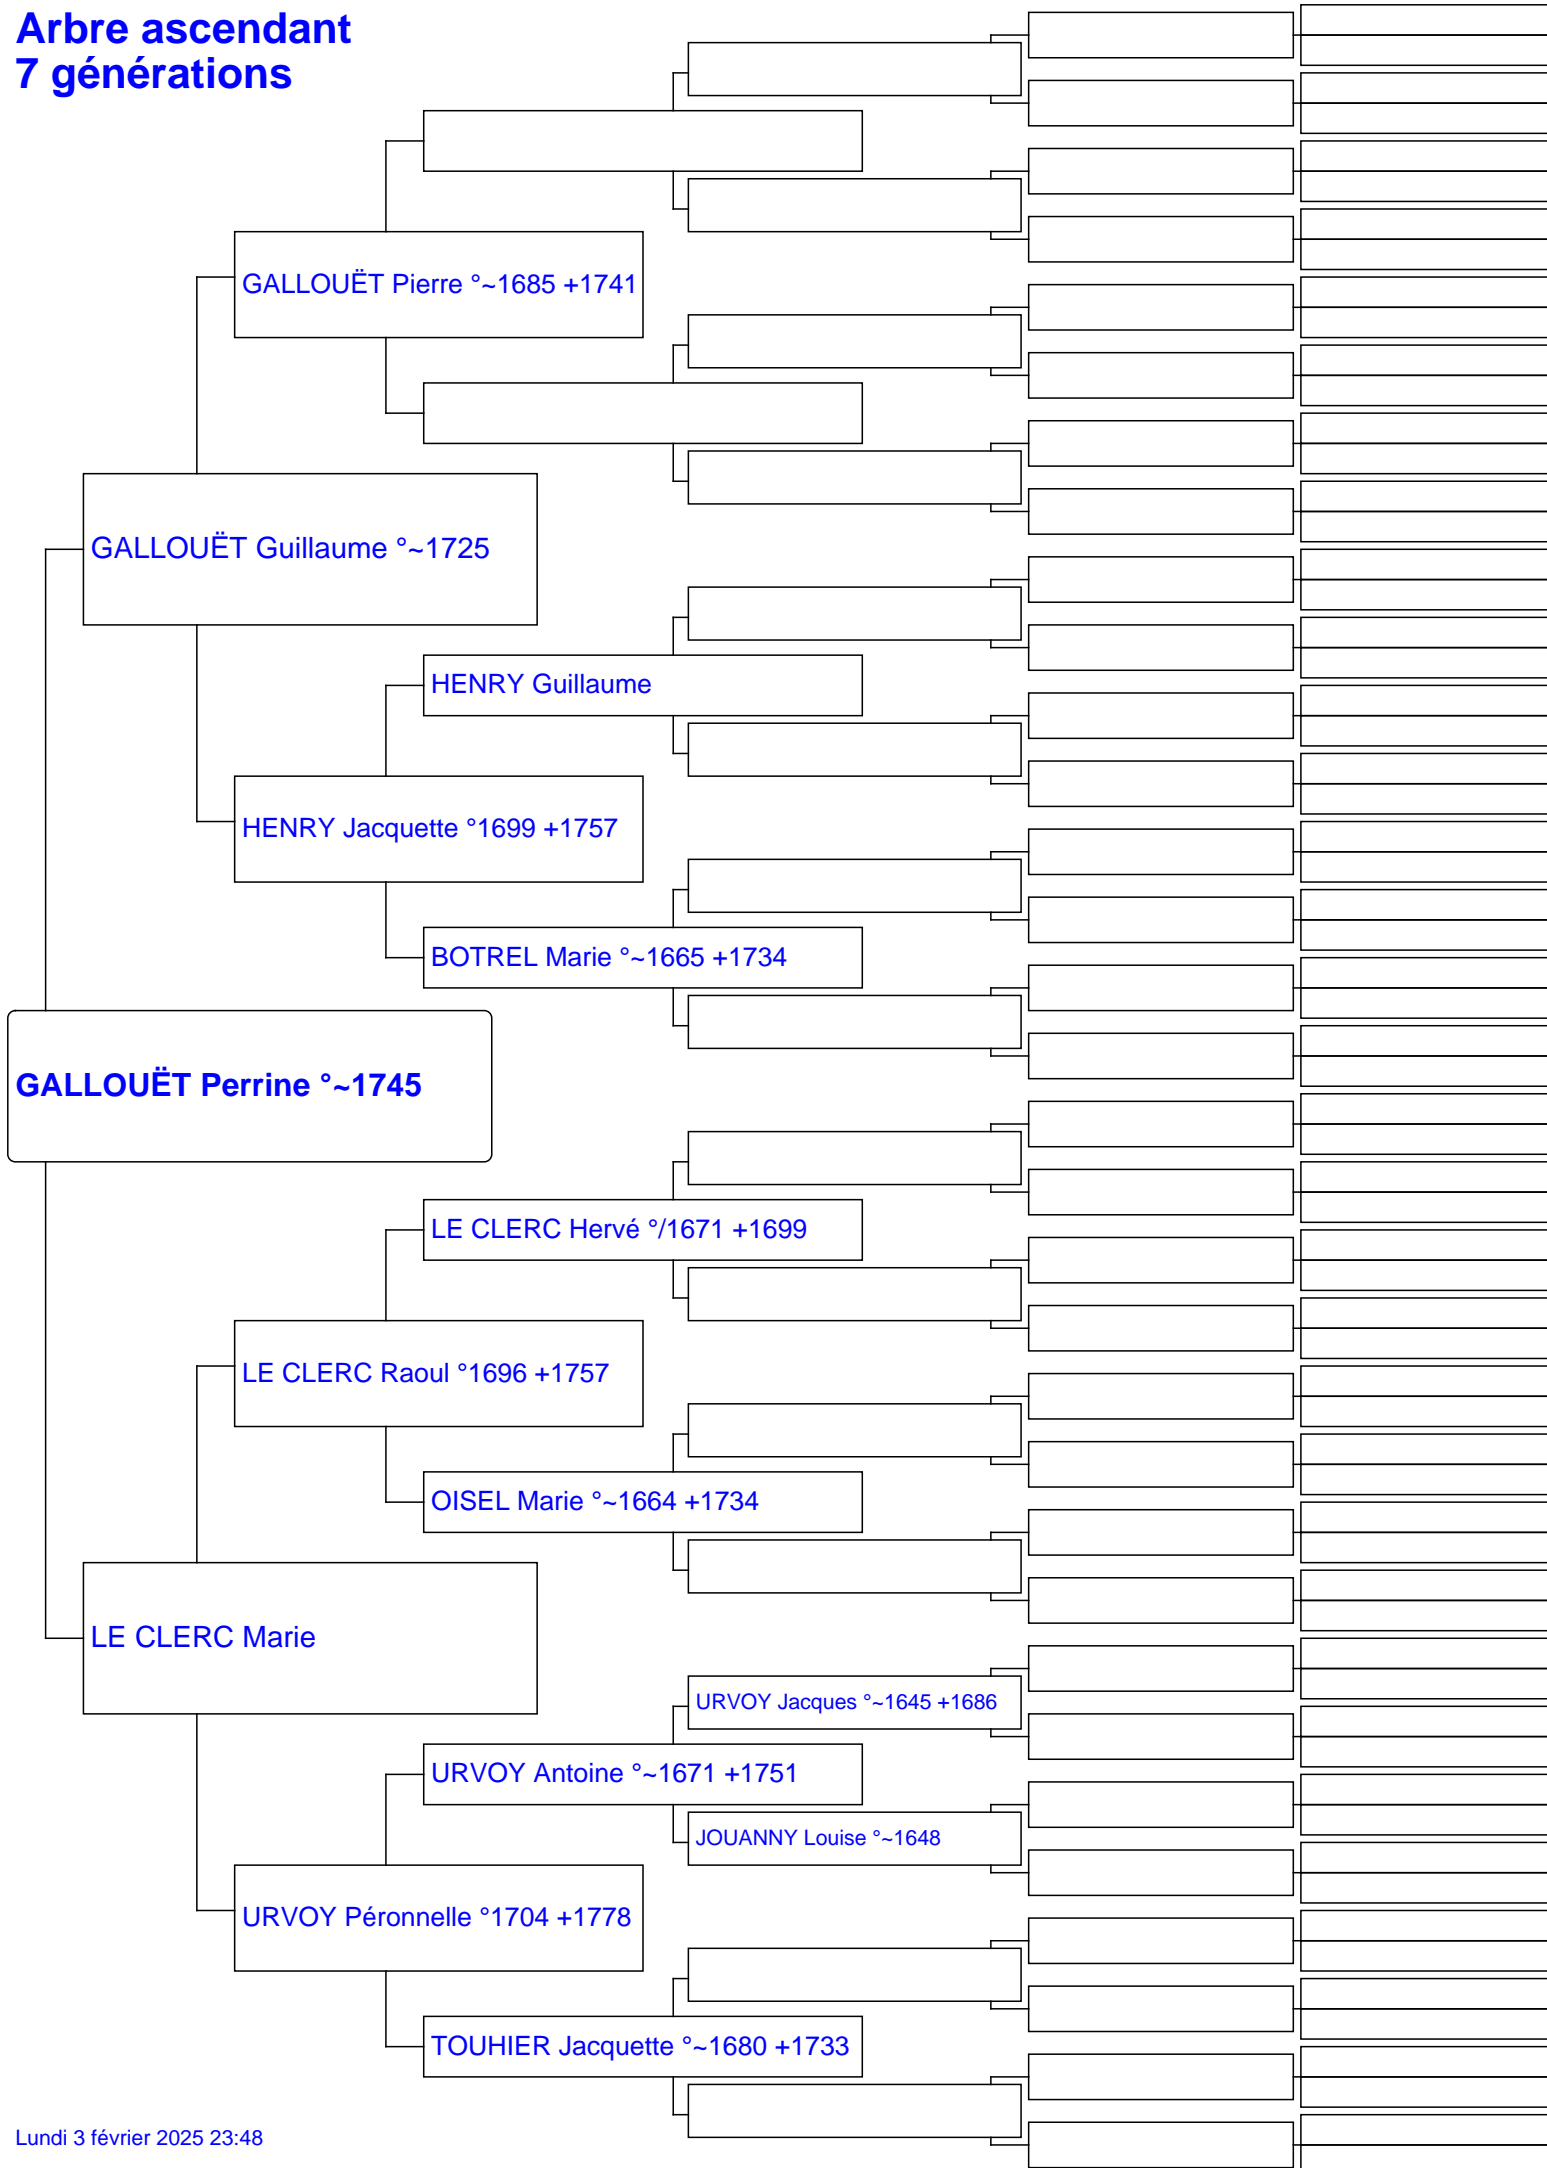 Arbre ascendant
7 générations
GALLOUËT Pierre °~1685 +1741
GALLOUËT Guillaume °~1725
HENRY Guillaume
HENRY Jacquette °1699 +1757
BOTREL Marie °~1665 +1734
GALLOUËT Perrine °~1745
LE CLERC Hervé °/1671 +1699
LE CLERC Raoul °1696 +1757
OISEL Marie °~1664 +1734
LE CLERC Marie
URVOY Jacques °~1645 +1686
URVOY Antoine °~1671 +1751
JOUANNY Louise °~1648
URVOY Péronnelle °1704 +1778
TOUHIER Jacquette °~1680 +1733
Lundi 3 février 2025 23:48